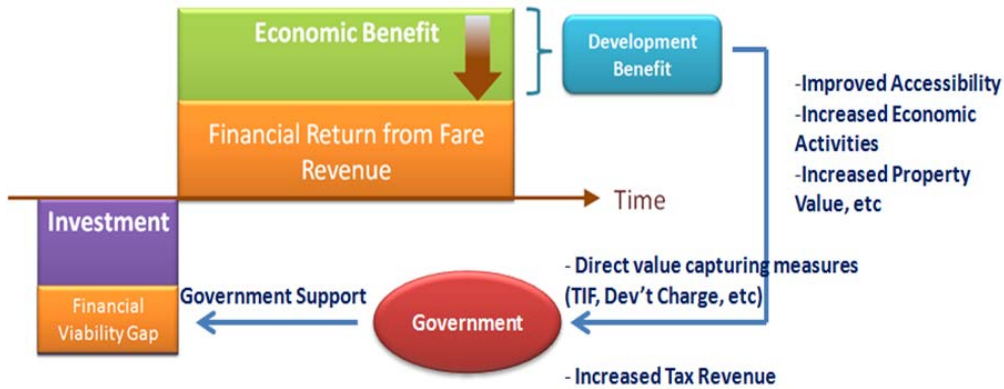 Economic Benefit
Development
Benefit
-Improved Accessibility
-Increased Economic
Activities
-Increased Property
Value, etc
Financial Return from Fare
Revenue
Time
Investment
Financial
Viability Gap
Government Support
Government
- Direct value capturing measures
(TIF, Dev't Charge, etc)
- Increased Tax Revenue